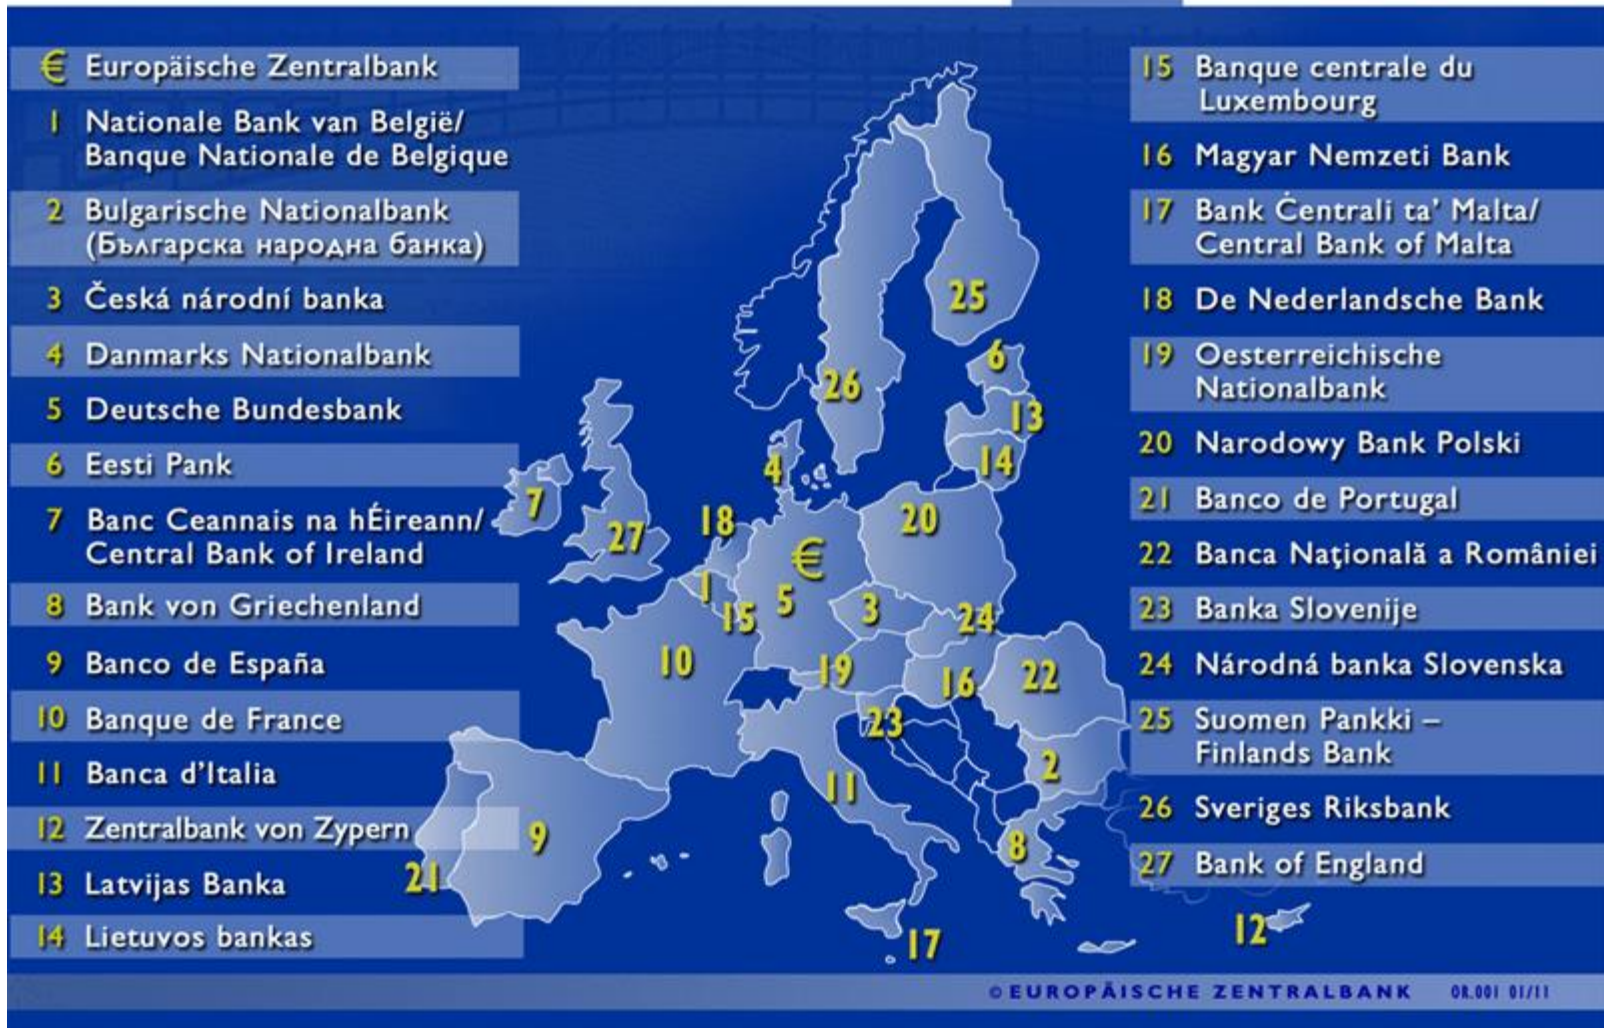 € Europäische Zentralbank
1 Nationale Bank van België/
Banque Nationale de Belgique
2 Bulgarische Nationalbank
(Българска народна банка)
3 Česká národní banka
4 Danmarks Nationalbank
5 Deutsche Bundesbank
6 Eesti Pank
7 Banc Ceannais na hÉireann/
Central Bank of Ireland
8 Bank von Griechenland
9 Banco de España
10 Banque de France
11 Banca d’Italia
12 Zentralbank von Zypern
13 Latvijas Banka
14 Lietuvos bankas
25
6
26
13
14
4
7
27
18
20
€
1
5
15
3
24
10
19
16
22
23
2
11
9
8
21
17
12
15 Banque centrale du
Luxembourg
16 Magyar Nemzeti Bank
17 Bank Ċentrali ta’ Malta/
Central Bank of Malta
18 De Nederlandsche Bank
19 Oesterreichische
Nationalbank
20 Narodowy Bank Polski
21 Banco de Portugal
22 Banca Naţională a României
23 Banka Slovenije
24 Národná banka Slovenska
25 Suomen Pankki –
Finlands Bank
26 Sveriges Riksbank
27 Bank of England
© EUROPÄISCHE ZENTRALBANK OR.001 01/11